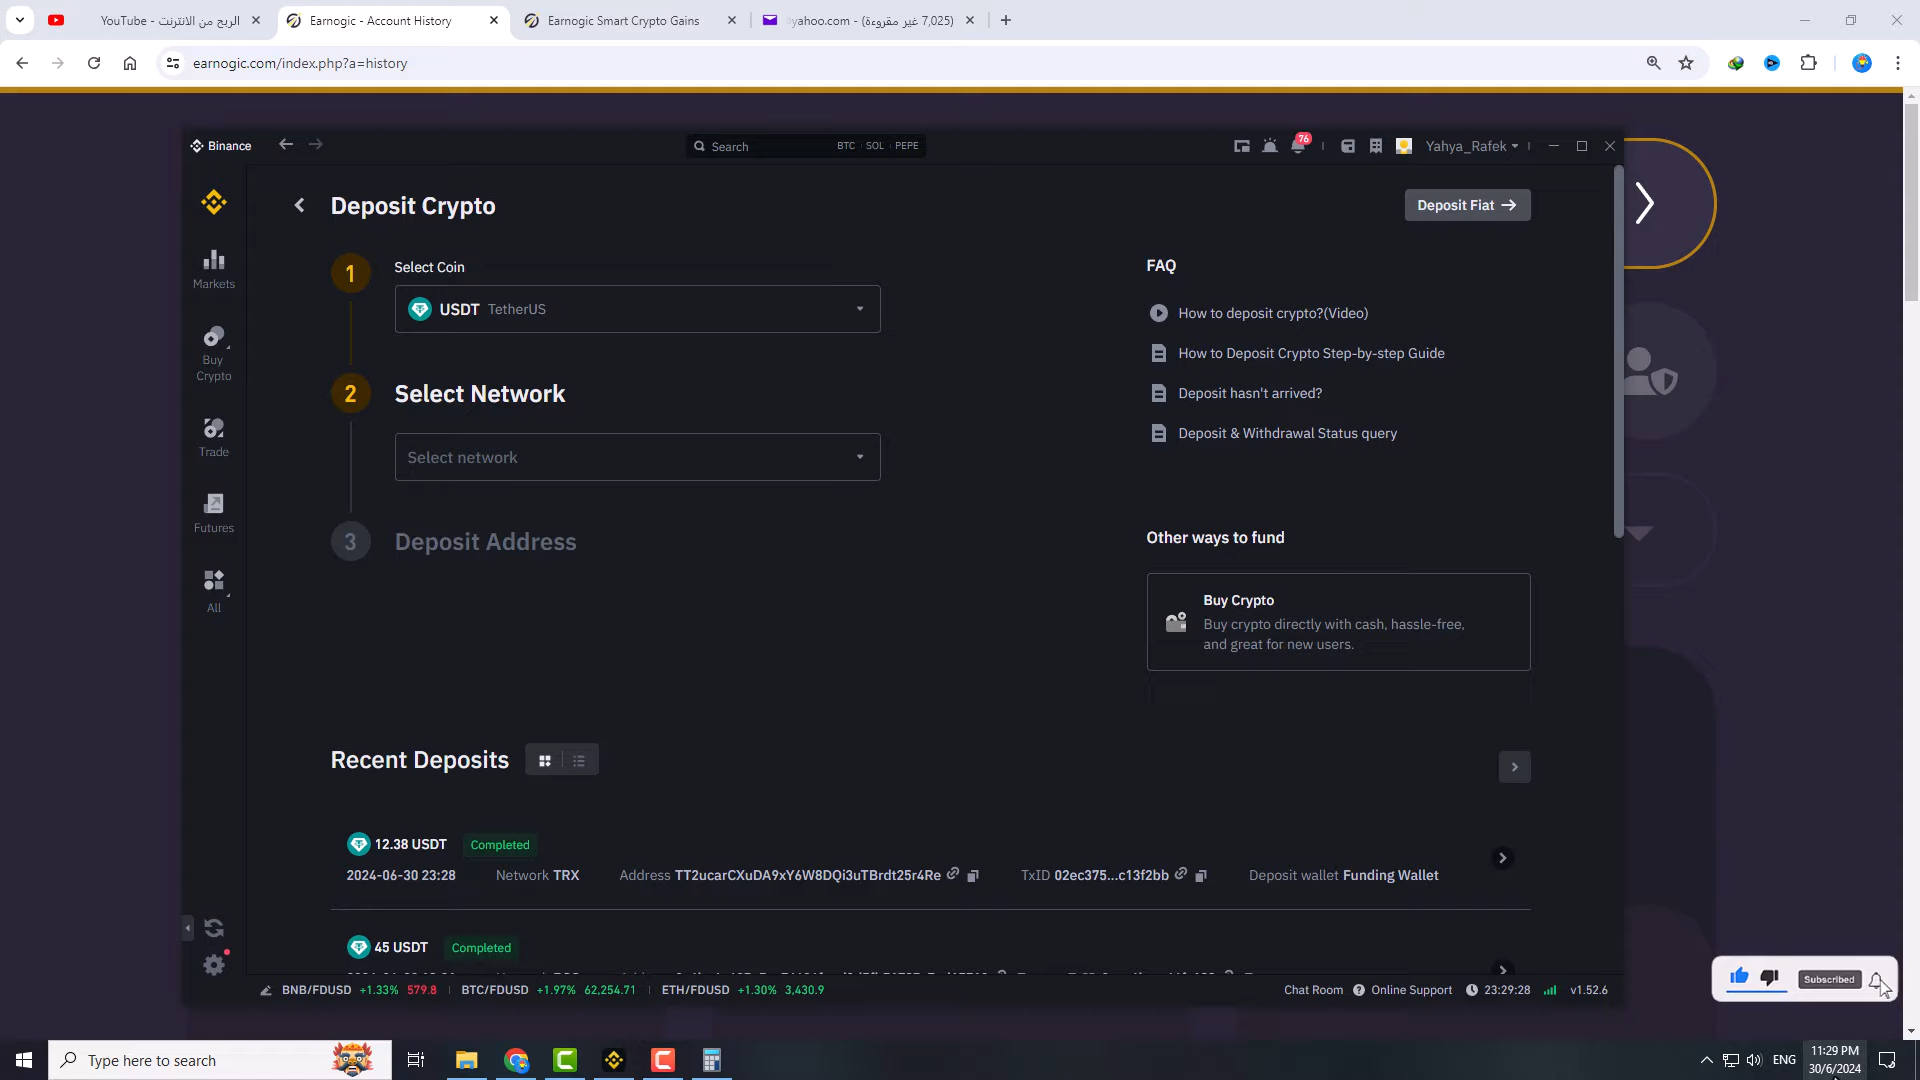 YouTube - الربح من الانترنت
Earnogic - Account History
Earnogic Smart Crypto Gains
yahoo.com - (7,025 غير مقروءة)
earnogic.com/index.php?a=history
Binance
Search
BTC
SOL
PEPE
76
Yahya_Rafek
Deposit Crypto
Deposit Fiat
1
Select Coin
USDT TetherUS
FAQ
How to deposit crypto?(Video)
How to Deposit Crypto Step-by-step Guide
Deposit hasn't arrived?
Deposit & Withdrawal Status query
2
Select Network
Select network
3
Deposit Address
Other ways to fund
Buy Crypto
Buy crypto directly with cash, hassle-free,
and great for new users.
Markets
Buy
Crypto
Trade
Futures
All
Recent Deposits
12.38 USDT Completed
2024-06-30 23:28 Network TRX Address TT2ucarCXuDA9xY6W8DQi3uTBrdt25r4Re TxID 02ec375...c13f2bb Deposit wallet Funding Wallet
45 USDT Completed
BNB/FDUSD +1.33% 579.8 BTC/FDUSD +1.97% 62,254.71 ETH/FDUSD +1.30% 3,430.9
Chat Room Online Support 23:29:28 v1.52.6
Subscribed
Type here to search
ENG
11:29 PM
30/6/2024